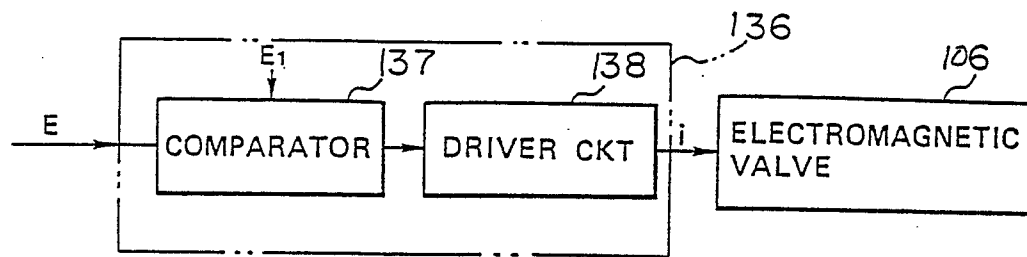 136
E1
137
138
106
E
COMPARATOR
DRIVER CKT
i
ELECTROMAGNETIC
VALVE